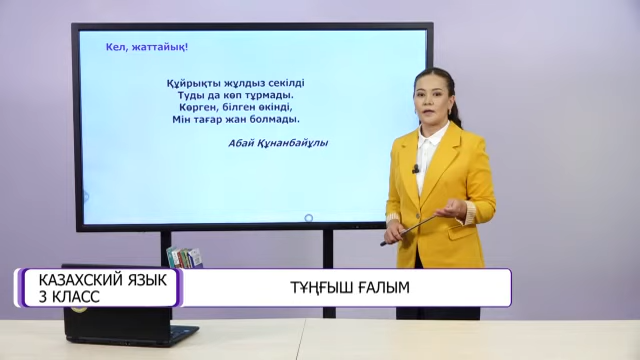 Кел, жаттайық!
Құйрықты жұлдыз секілді
Туды да көп тұрмады.
Көрген, білген өкінді,
Мін тағар жан болмады.
Абай Құнанбайұлы
КАЗАХСКИЙ ЯЗЫК
3 КЛАСС
ТҰҢҒЫШ ҒАЛЫМ